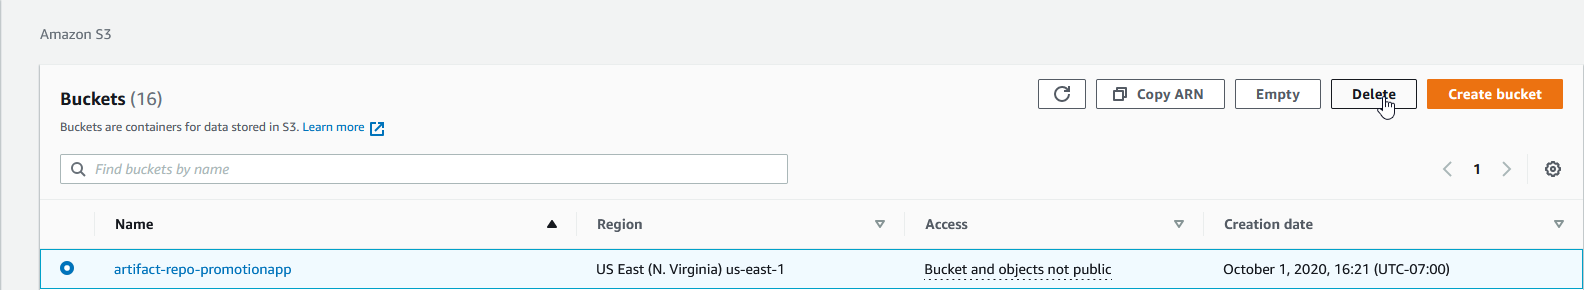 Amazon S3
Buckets (16)
Copy ARN
Empty
Delete
Create bucket
Buckets are containers for data stored in S3. Learn more
Find buckets by name
1
Name
Region
Access
Creation date
artifact-repo-promotionapp
US East (N. Virginia) us-east-1
Bucket and objects not public
October 1, 2020, 16:21 (UTC-07:00)